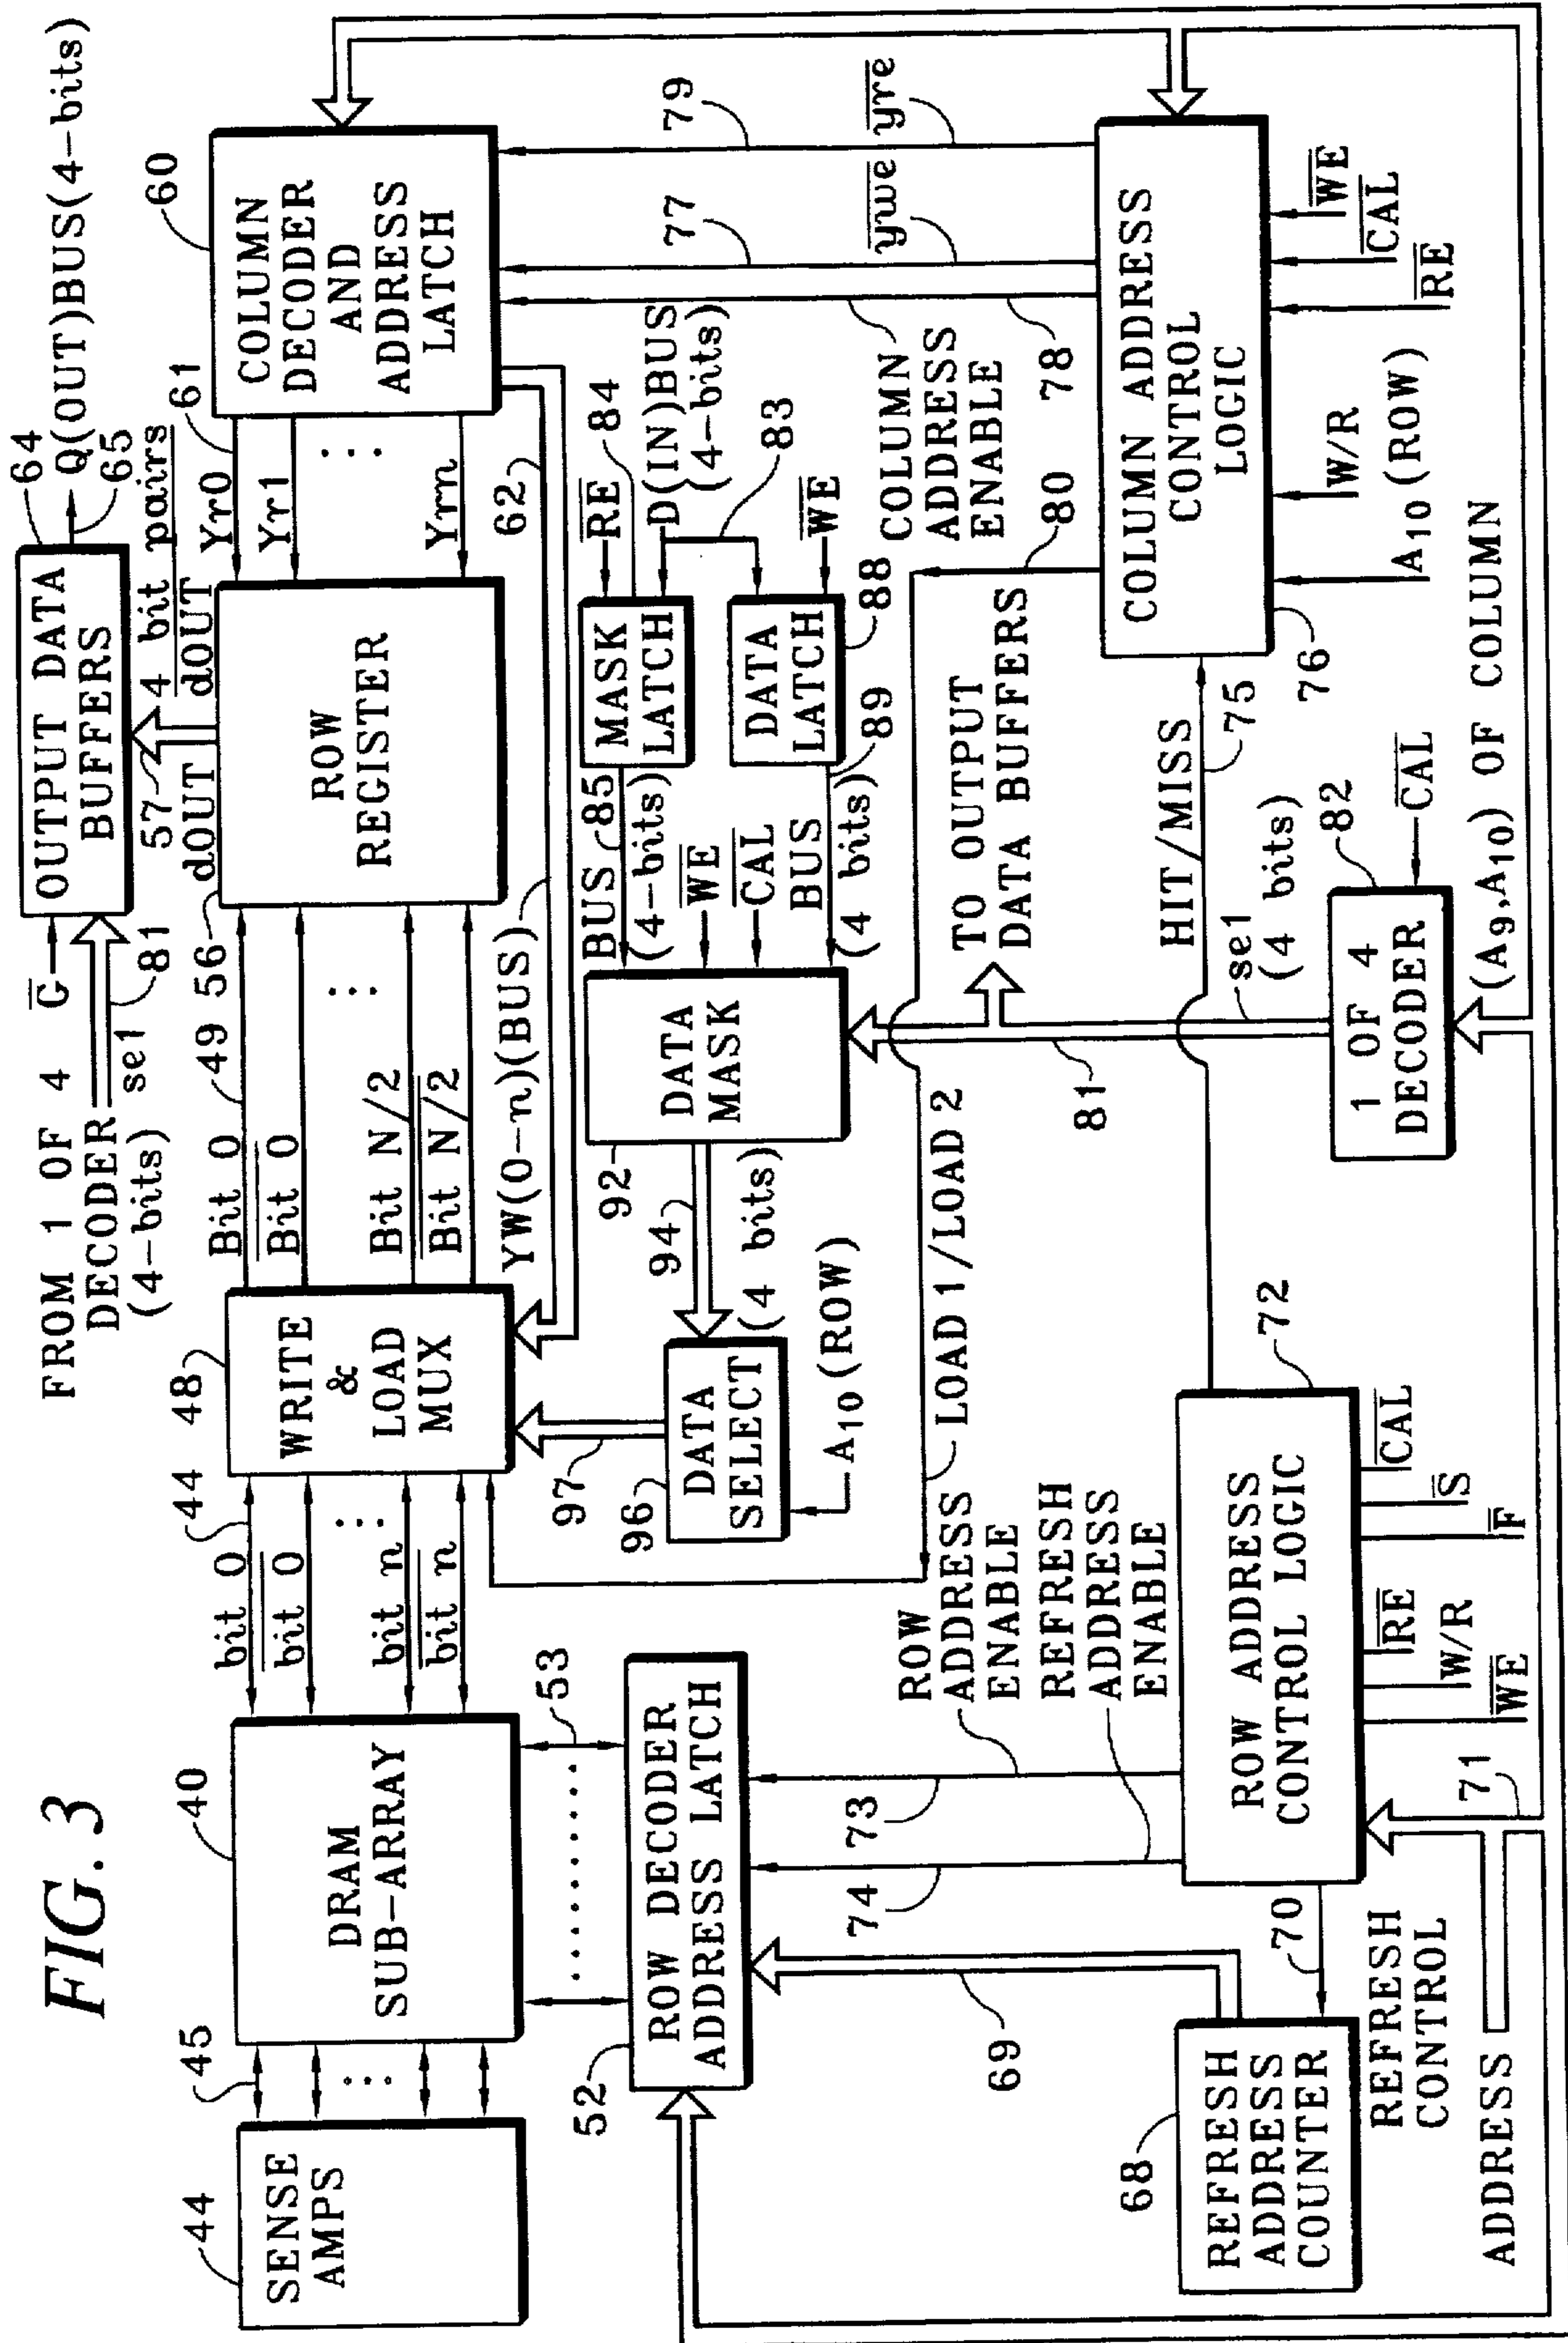 FIG. 3
44
SENSE
AMPS
45
40
DRAM
SUB-ARRAY
44
bit 0
bit 0
bit n
bit n
48
WRITE
&
LOAD
MUX
49
Bit 0
Bit 0
Bit N/2
Bit N/2
56
ROW
REGISTER
FROM 1 OF 4
DECODER
(4-bits)
se1
81
G
OUTPUT DATA
BUFFERS
64
Q(OUT)BUS(4-bits)
65
57
dOUT
dOUT
4 bit pairs
61
Yr0
Yr1
Yrn
60
COLUMN
DECODER
AND
ADDRESS
LATCH
62
YW(0-n)(BUS)
52
ROW DECODER
ADDRESS LATCH
53
97
96
DATA
SELECT
A10(ROW)
94
(4 bits)
92
DATA
MASK
BUS
85
(4-bits)
WE
CAL
BUS
(4 bits)
89
MASK
LATCH
84
RE
D(IN)BUS
(4-bits)
83
DATA
LATCH
88
WE
LOAD 1/LOAD 2
TO OUTPUT
DATA BUFFERS
80
COLUMN
ADDRESS
ENABLE
78
77
ywe
79
yre
ROW
ADDRESS
ENABLE
REFRESH
ADDRESS
ENABLE
73
74
69
68
REFRESH
ADDRESS
COUNTER
70
REFRESH
CONTROL
ROW ADDRESS
CONTROL LOGIC
72
WE
W/R
RE
F
S
CAL
HIT/MISS
75
81
se1
(4 bits)
1 OF 4
DECODER
82
CAL
(A9,A10) OF COLUMN
COLUMN ADDRESS
CONTROL
LOGIC
76
A10(ROW)
W/R
RE
CAL
WE
ADDRESS
71